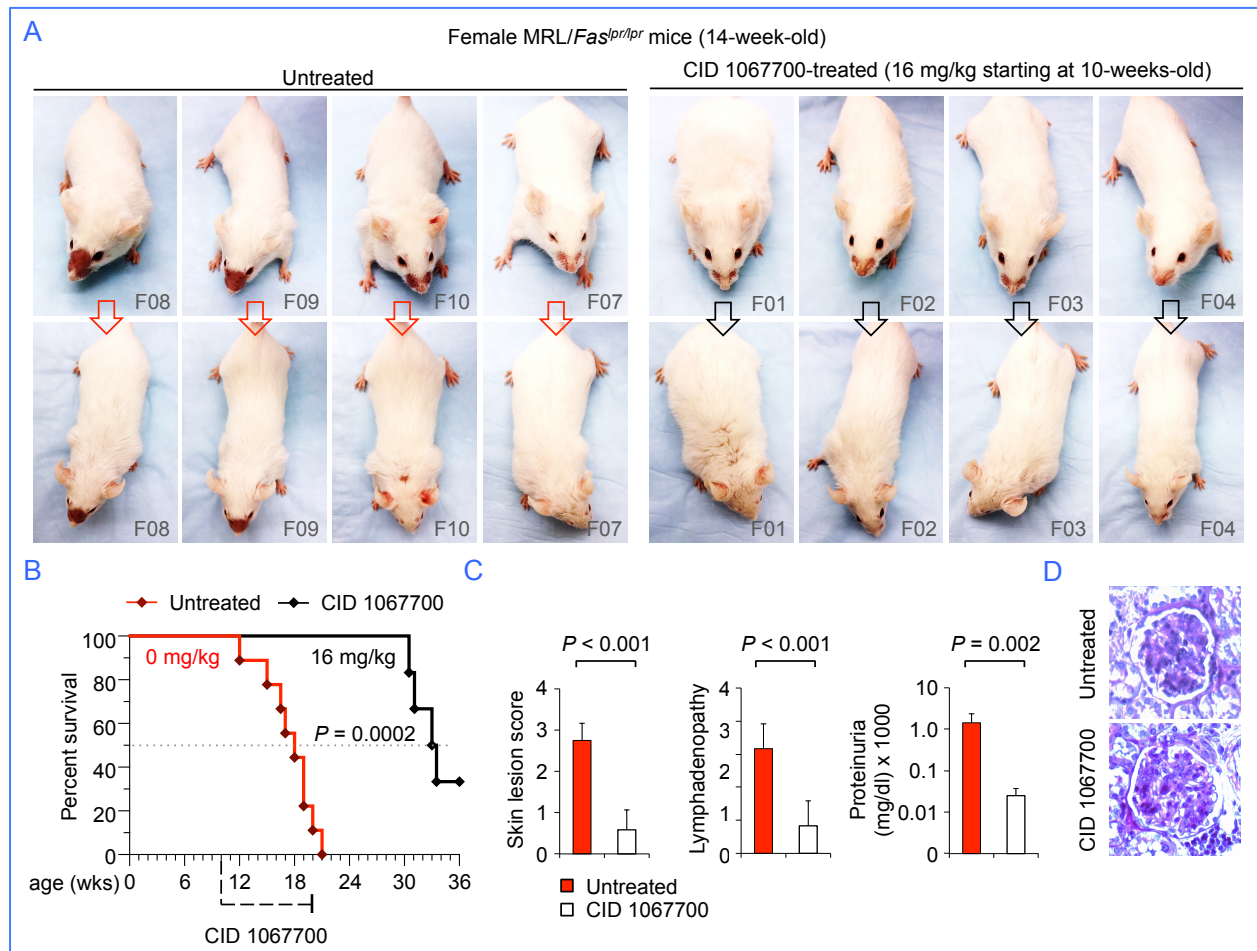 A
Female MRL/Fas^lpr/lpr mice (14-week-old)
Untreated
CID 1067700-treated (16 mg/kg starting at 10-weeks-old)
F08
F09
F10
F07
F01
F02
F03
F04
F08
F09
F10
F07
F01
F02
F03
F04
B
Untreated
CID 1067700
Percent survival
100
80
60
40
20
0
0 mg/kg
16 mg/kg
P = 0.0002
age (wks)
0 6 12 18 24 30 36
CID 1067700
C
P < 0.001
Skin lesion score
4
3
2
1
0
P < 0.001
Lymphadenopathy
4
3
2
1
0
P = 0.002
Proteinuria
(mg/dl) x 1000
10
1.0
0.1
0.01
0
Untreated
CID 1067700
D
Untreated
CID 1067700